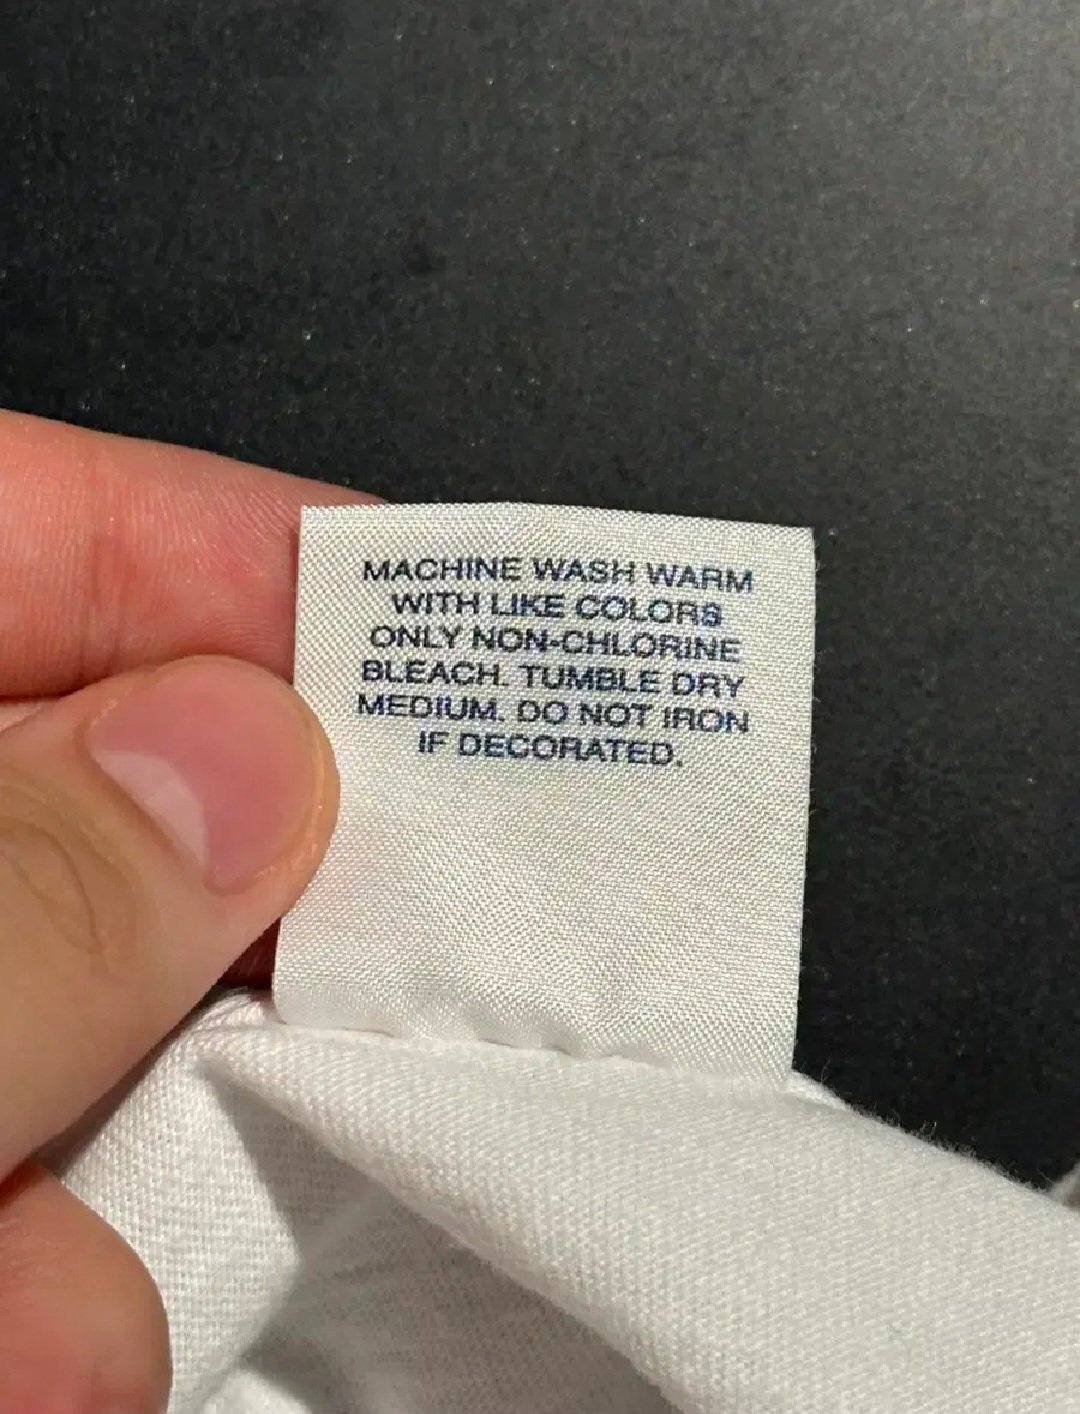 MACHINE WASH WARM
WITH LIKE COLORS
ONLY NON-CHLORINE
BLEACH. TUMBLE DRY
MEDIUM. DO NOT IRON
IF DECORATED.